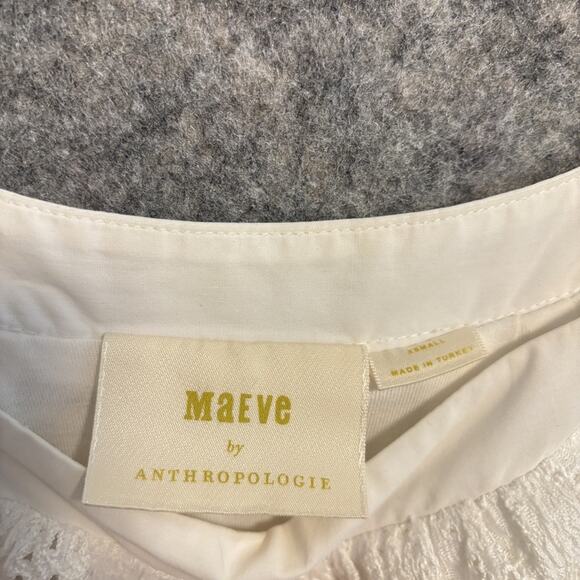 MaEVe
by
ANTHROPOLOGIE
XSMALL
MADE IN TURKEY